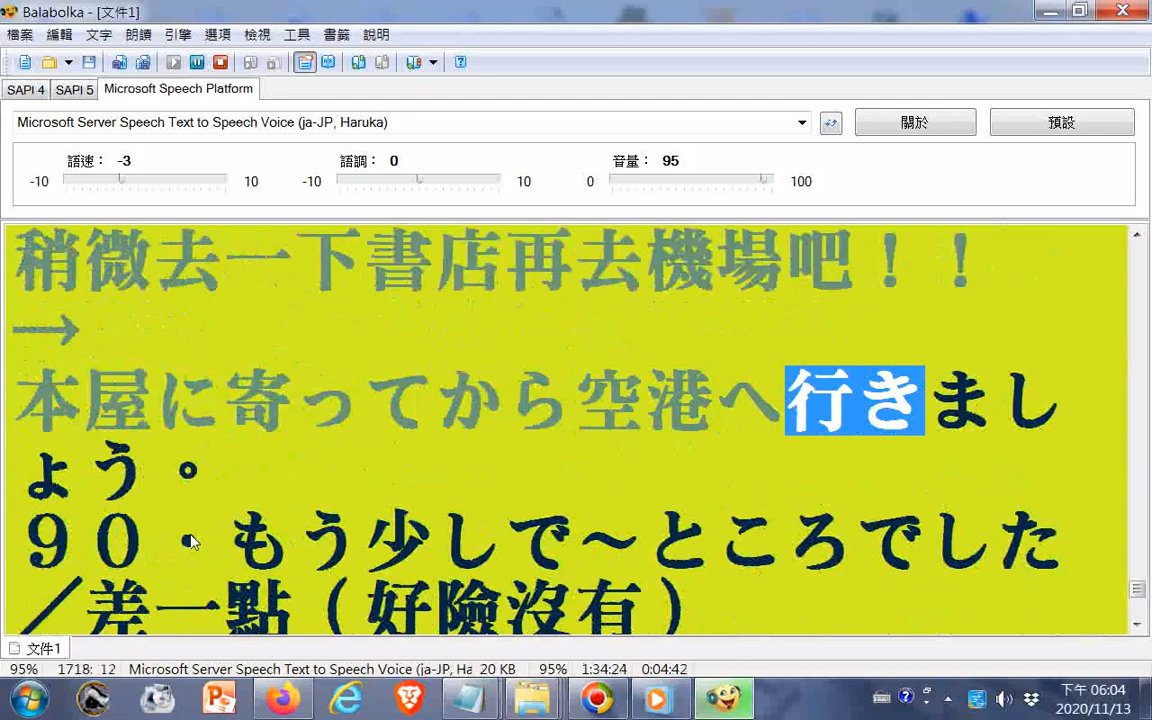 Balabolka - [文件1]
檔案 編輯 文字 朗讀 引擎 選項 檢視 工具 書籤 說明
SAPI 4 SAPI 5 Microsoft Speech Platform
Microsoft Server Speech Text to Speech Voice (ja-JP, Haruka) 關於 預設
語速： -3 語調： 0 音量： 95
-10 10 -10 10 0 100
稍微去一下書店再去機場吧！！
→
本屋に寄ってから空港へ行きまし
ょう。
９０．もう少しで～ところでした
／差一點（好險沒有）
文件1
95% 1718: 12 Microsoft Server Speech Text to Speech Voice (ja-JP, Ha 20 KB 95% 1:34:24 0:04:42
下午 06:04
2020/11/13